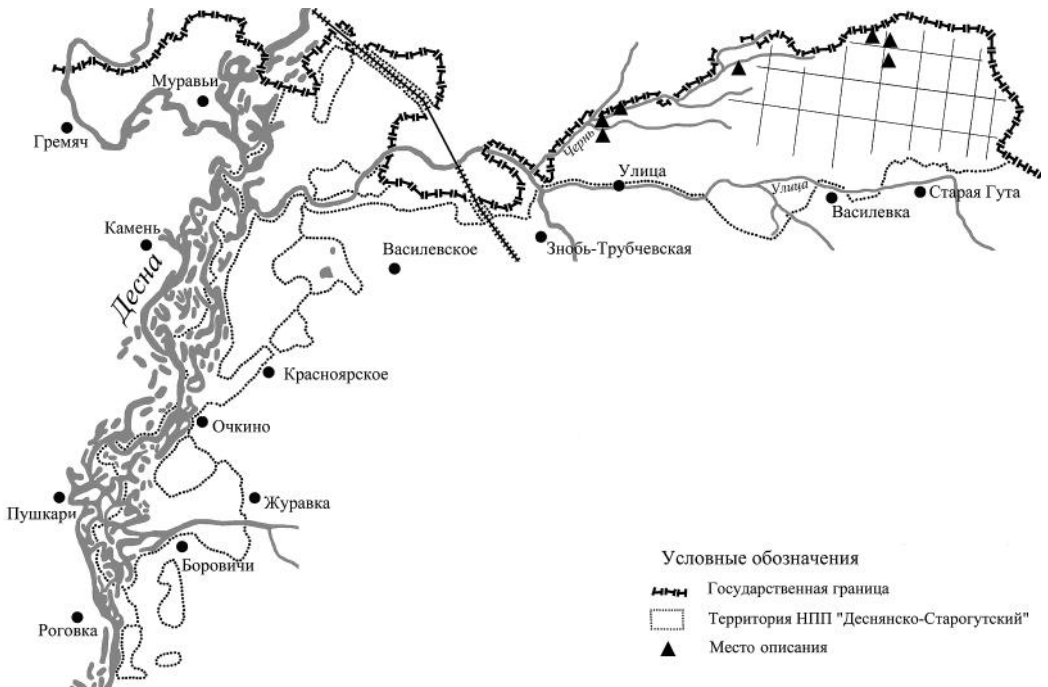 Муравьи
Гремяч
Чернь
Улица
Улица
Старая Гута
Василевка
Камень
Василевское
Знобь-Трубчевская
Десна
Красноярское
Очкино
Пушкари
Журавка
Боровичи
Роговка
Условные обозначения
Государственная граница
Территория НПП "Деснянско-Старогутский"
Место описания